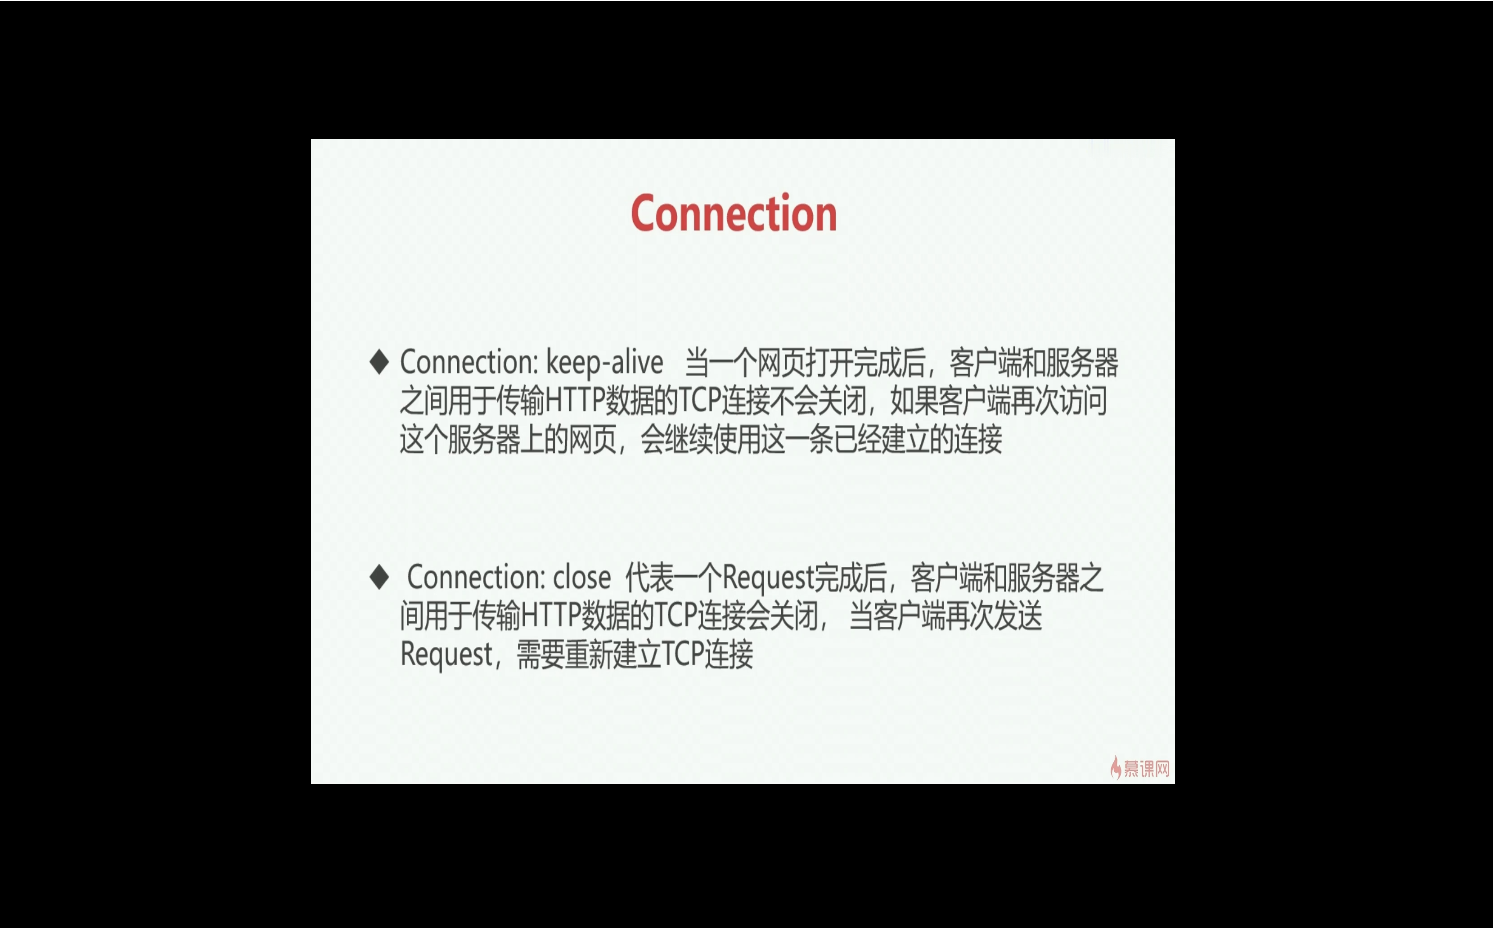 Connection
◆ Connection: keep-alive 当一个网页打开完成后，客户端和服务器
之间用于传输HTTP数据的TCP连接不会关闭，如果客户端再次访问
这个服务器上的网页，会继续使用这一条已经建立的连接
◆ Connection: close 代表一个Request完成后，客户端和服务器之
间用于传输HTTP数据的TCP连接会关闭， 当客户端再次发送
Request，需要重新建立TCP连接
慕课网